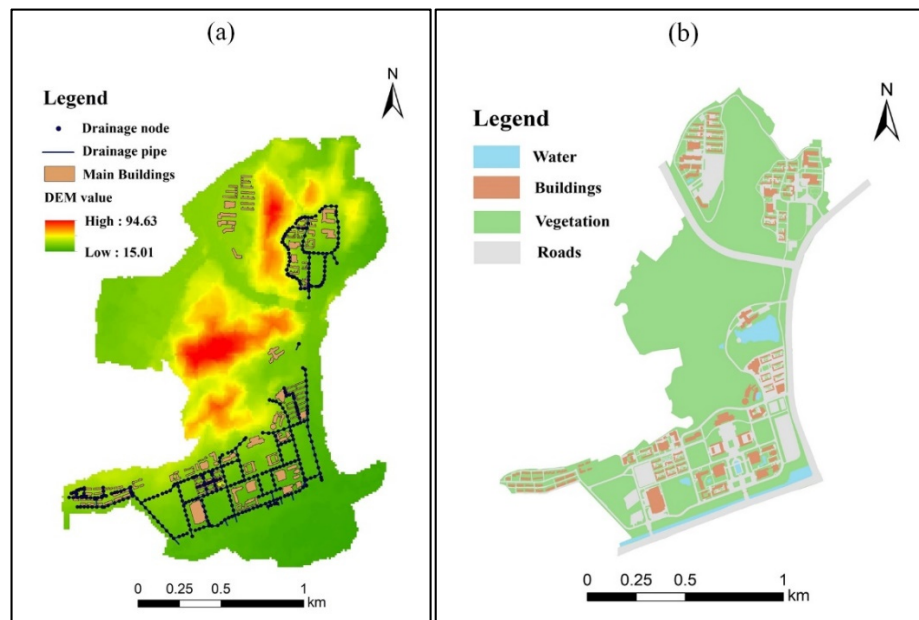 (a)
N
Legend
Drainage node
Drainage pipe
Main Buildings
DEM value
High : 94.63
Low : 15.01
0 0.25 0.5 1
km
(b)
N
Legend
Water
Buildings
Vegetation
Roads
0 0.25 0.5 1
km